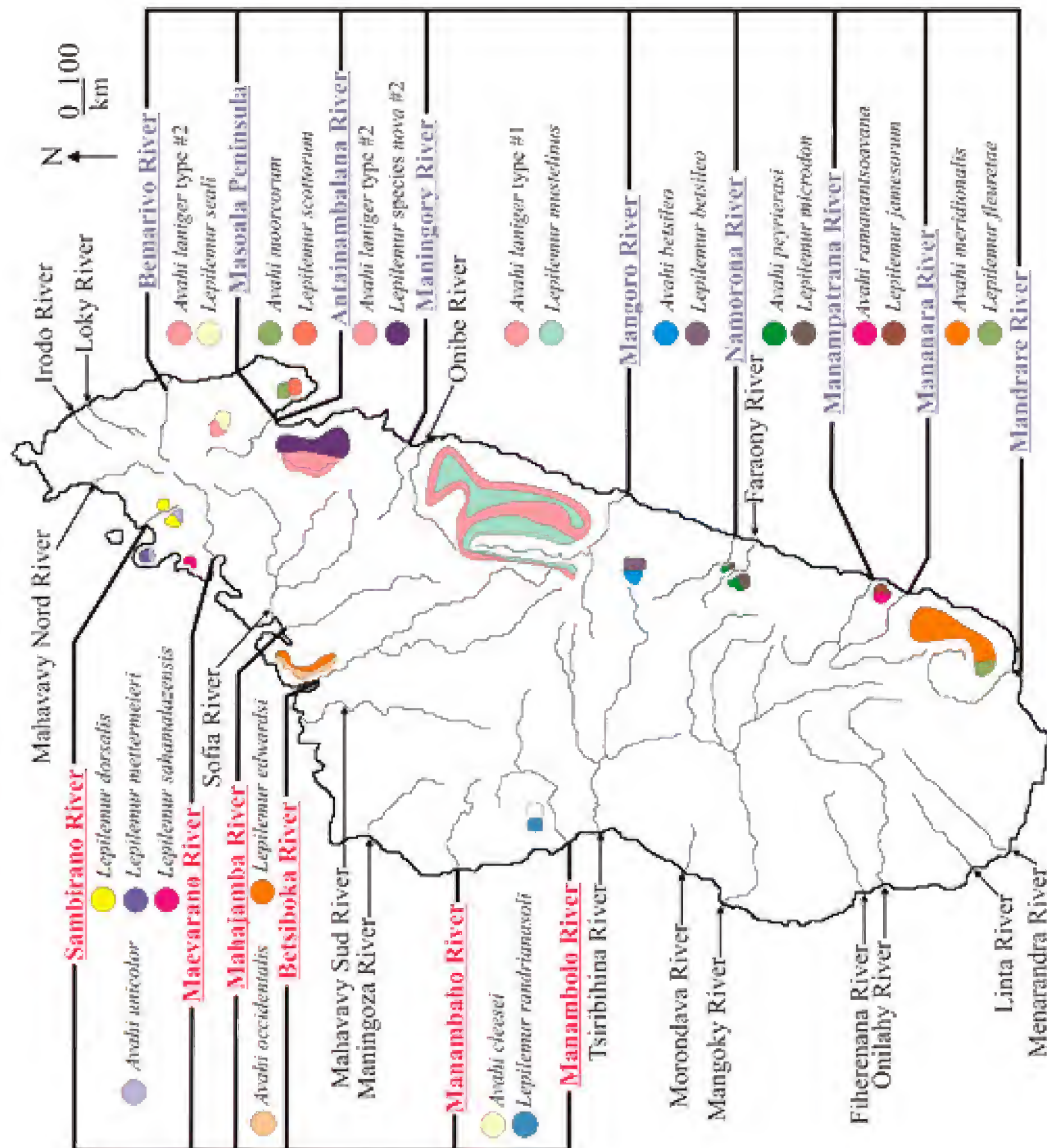 N
0 100
km
Irodo River
Loky River
Bemarivo River
Avahi laniger type #2
Lepilemur seali
Masoala Peninsula
Avahi mooreorum
Lepilemur scottorum
Antainambalana River
Avahi laniger type #2
Lepilemur species nova #2
Maningory River
Onibe River
Avahi laniger type #1
Lepilemur mustelinus
Mangoro River
Avahi betsileo
Lepilemur betsileo
Namorona River
Faraony River
Avahi peyrierasi
Lepilemur microdon
Manampatrana River
Avahi ramanantsoavana
Lepilemur jamesorum
Mananara River
Avahi meridionalis
Lepilemur fleuretae
Mandrare River
Mahavavy Nord River
Sambirano River
Lepilemur dorsalis
Avahi unicolor
Lepilemur mettermeieri
Lepilemur sahamalazensis
Maevarano River
Sofia River
Mahajamba River
Avahi occidentalis
Lepilemur edwardsi
Betsiboka River
Mahavavy Sud River
Maningoza River
Manambaho River
Avahi cleesei
Lepilemur randrianasoli
Manambolo River
Tsiribihina River
Morondava River
Mangoky River
Fiherenana River
Onilahy River
Linta River
Menarandra River